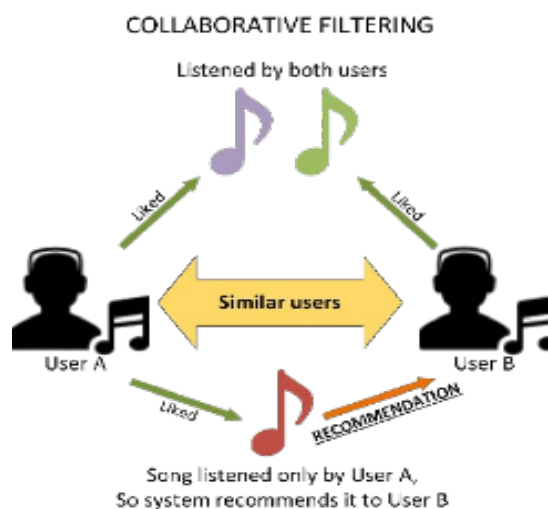 COLLABORATIVE FILTERING
Listened by both users
Liked
Liked
Similar users
User A
User B
Liked
RECOMMENDATION
Song listened only by User A,
So system recommends it to User B